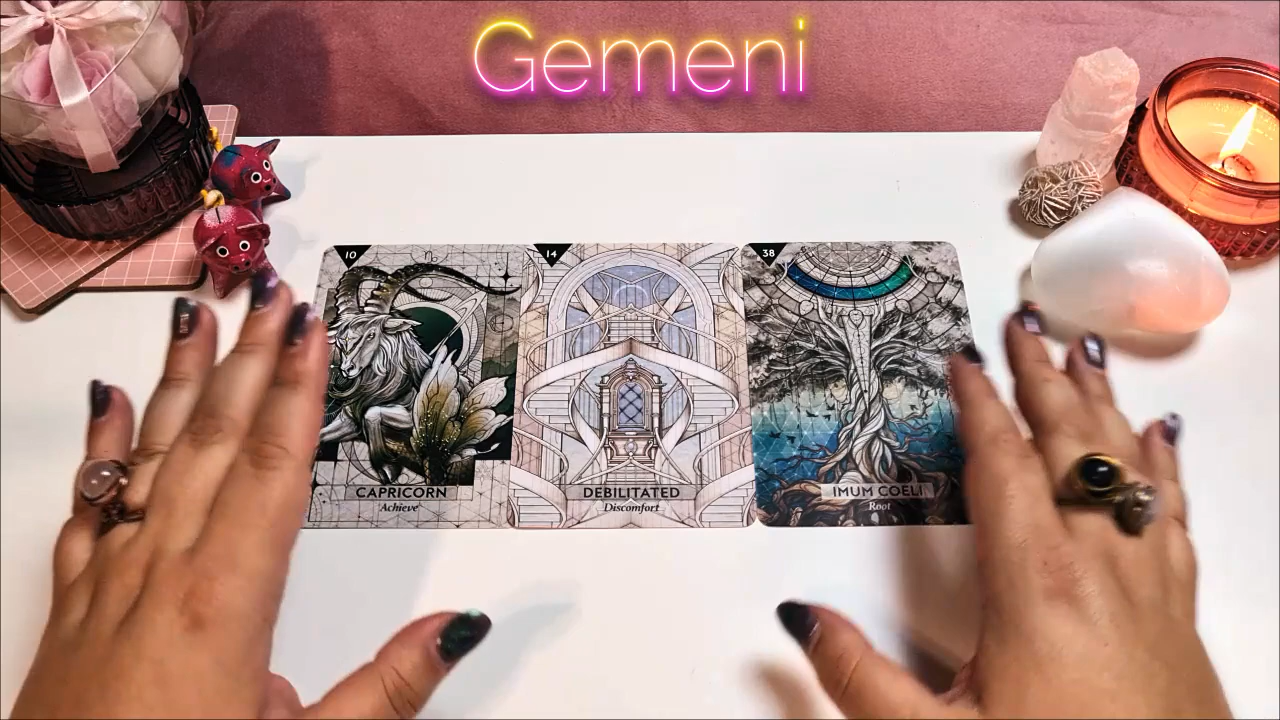 Gemeni
10
CAPRICORN
Achieve
14
DEBILITATED
Discomfort
38
IMUM COELI
Root